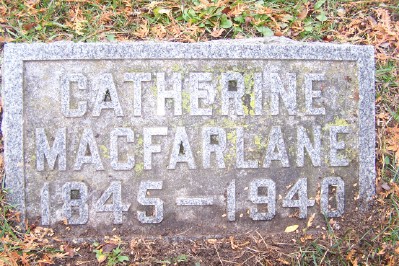 CATHERINE
MACFARLANE
1845 - 1940